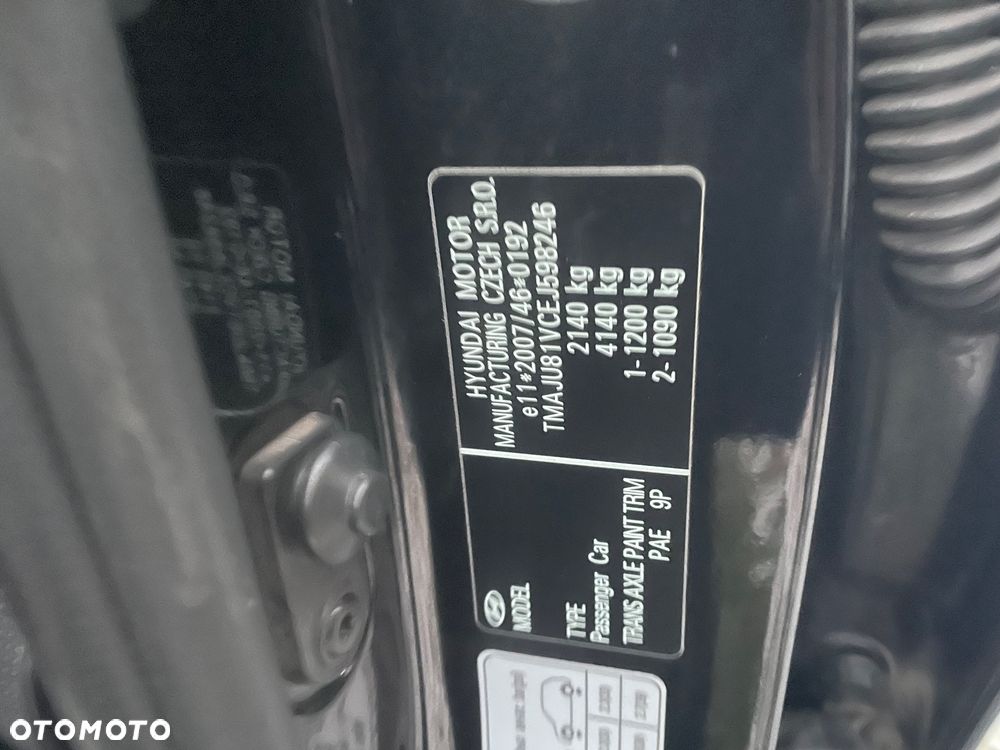 HYUNDAI MOTOR
MANUFACTURING CZECH S.R.O.
e11*2007/46*0192
TMAJU81VCEJ598246
2140 kg
4140 kg
1-1200 kg
2-1090 kg
MODEL
TYPE
Passenger Car
TRANS AXLE PAINT TRIM
PAE 9P
OTOMOTO